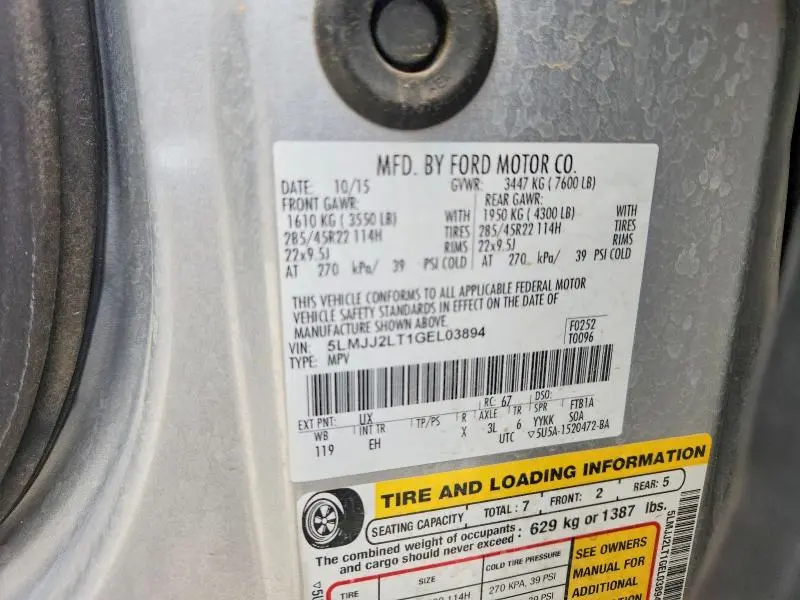 MFD. BY FORD MOTOR CO.
DATE: 10/15 GVWR: 3447 KG ( 7600 LB)
FRONT GAWR: REAR GAWR:
1610 KG ( 3550 LB) WITH 1950 KG ( 4300 LB) WITH
285/45R22 114H TIRES 285/45R22 114H TIRES
22x9.5J RIMS 22x9.5J RIMS
AT 270 kPa/ 39 PSI COLD AT 270 kPa/ 39 PSI COLD
THIS VEHICLE CONFORMS TO ALL APPLICABLE FEDERAL MOTOR
VEHICLE SAFETY STANDARDS IN EFFECT ON THE DATE OF
MANUFACTURE SHOWN ABOVE.
VIN: 5LMJJ2LT1GEL03894 F0252
TYPE: MPV T0096
EXT PNT: UX RC: 67 DSO:
WB INT TR TP/PS R AXLE TR SPR FTB1A
119 EH X 3L 6 YYKK SOA
UTC ▽5U5A-1520472-BA
TIRE AND LOADING INFORMATION
SEATING CAPACITY TOTAL : 7 FRONT: 2 REAR: 5
The combined weight of occupants : 629 kg or 1387 lbs.
and cargo should never exceed
TIRE SIZE COLD TIRE PRESSURE SEE OWNERS
MANUAL FOR
ADDITIONAL
114H 270 KPA, 39 PSI
39 PSI
5LMJJ2LT1GEL03894